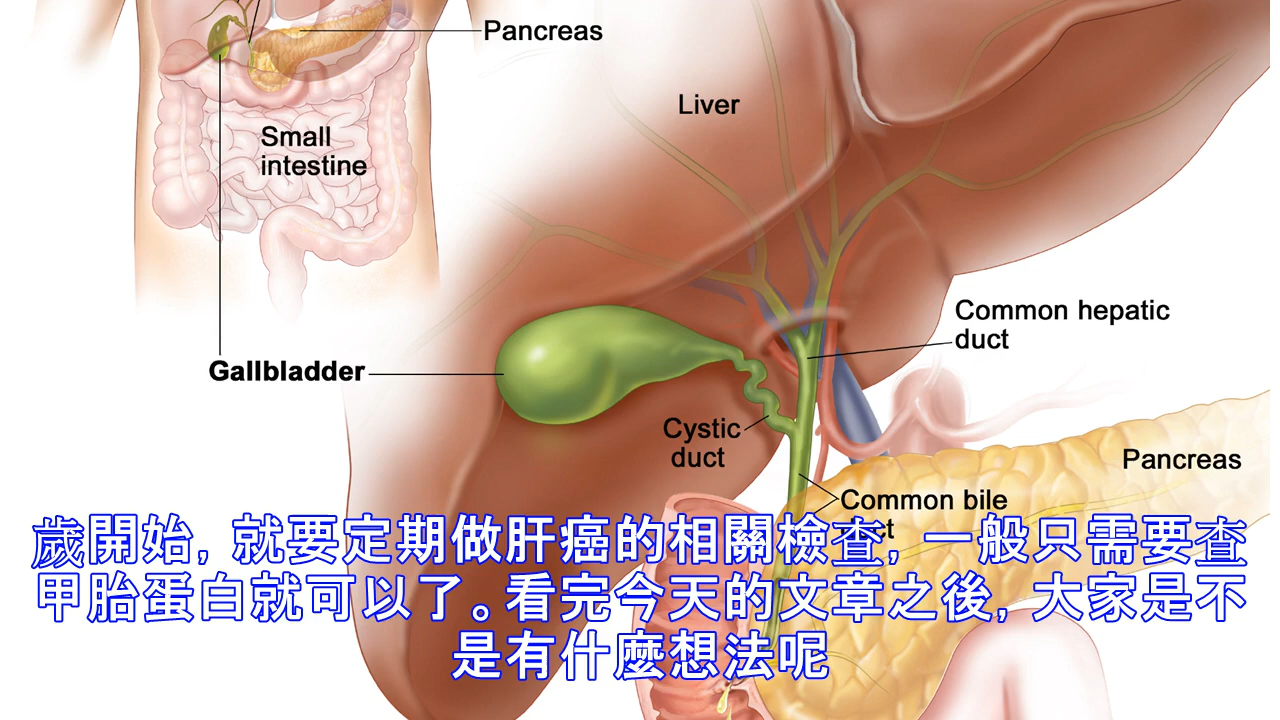 Pancreas
Liver
Small
intestine
Common hepatic
duct
Gallbladder
Cystic
duct
Pancreas
Common bile
歲開始, 就要定期做肝癌的相關檢查, 一般只需要查
甲胎蛋白就可以了。看完今天的文章之後, 大家是不
是有什麼想法呢